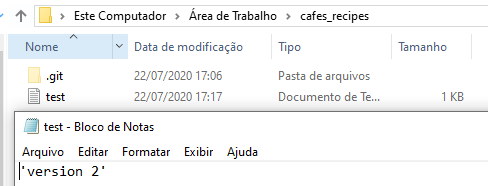 Este Computador > Área de Trabalho > cafes_recipes
Nome Data de modificação Tipo Tamanho
.git 22/07/2020 17:06 Pasta de arquivos
test 22/07/2020 17:17 Documento de Te... 1 KB
test - Bloco de Notas
Arquivo Editar Formatar Exibir Ajuda
'version 2'